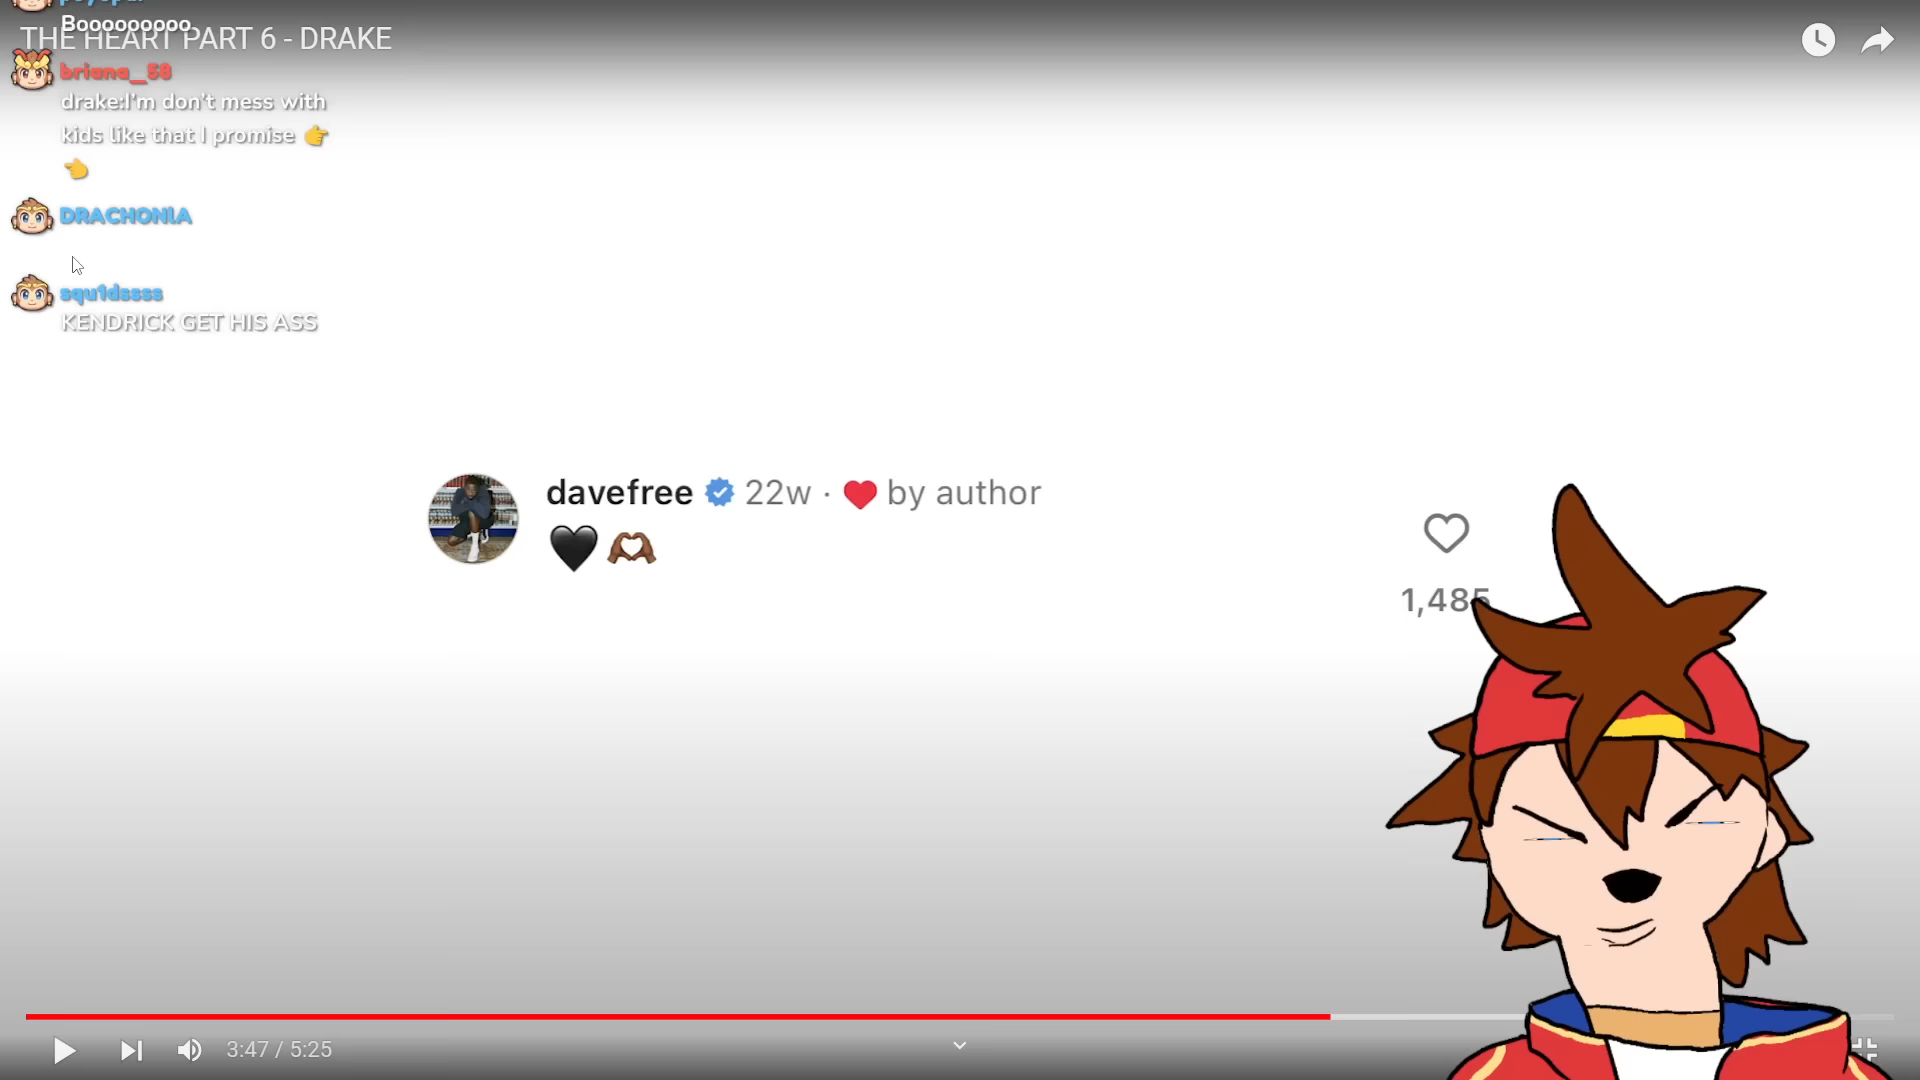 Booooooooo
THE HEART PART 6 - DRAKE
briana_58
drake:I'm don't mess with
kids like that I promise 👉
👈
DRACHONIA
squ1dssss
KENDRICK GET HIS ASS
davefree 22w · ❤️ by author
🖤 🫶🏾
1,485
3:47 / 5:25